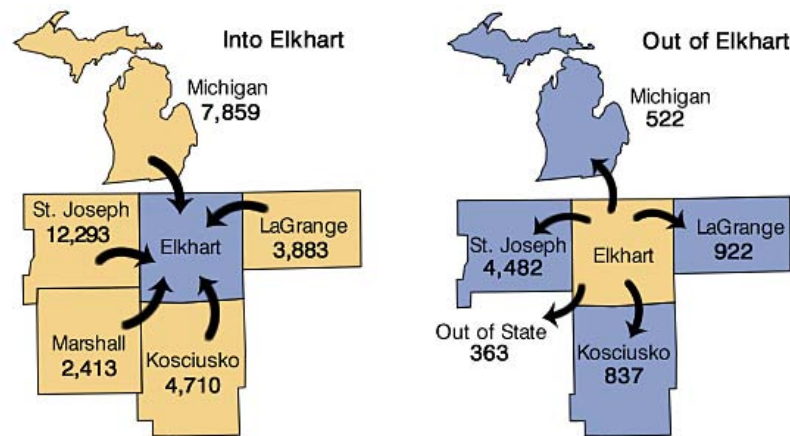 Into Elkhart
Michigan
7,859
St. Joseph
12,293
Elkhart
LaGrange
3,883
Marshall
2,413
Kosciusko
4,710
Out of Elkhart
Michigan
522
St. Joseph
4,482
Elkhart
LaGrange
922
Out of State
363
Kosciusko
837